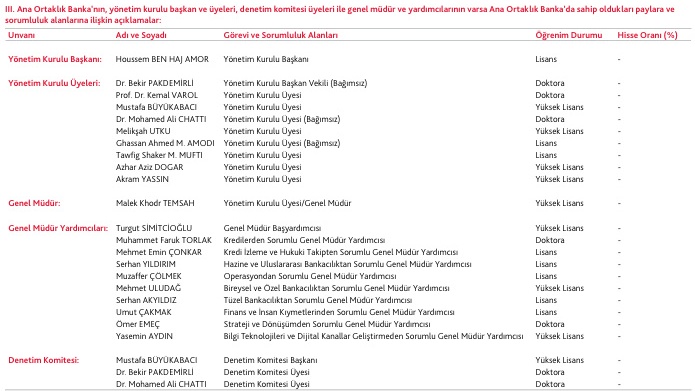 III. Ana Ortaklık Banka'nın, yönetim kurulu başkan ve üyeleri, denetim komitesi üyeleri ile genel müdür ve yardımcılarının varsa Ana Ortaklık Banka'da sahip oldukları paylara ve
sorumluluk alanlarına ilişkin açıklamalar:
Unvanı Adı ve Soyadı Görevi ve Sorumluluk Alanları Öğrenim Durumu Hisse Oranı (%)
Yönetim Kurulu Başkanı: Houssem BEN HAJ AMOR Yönetim Kurulu Başkanı Lisans -
Yönetim Kurulu Üyeleri: Dr. Bekir PAKDEMİRLİ Yönetim Kurulu Başkan Vekili (Bağımsız) Doktora -
Prof. Dr. Kemal VAROL Yönetim Kurulu Üyesi Doktora -
Mustafa BÜYÜKABACI Yönetim Kurulu Üyesi Yüksek Lisans -
Dr. Mohamed Ali CHATTI Yönetim Kurulu Üyesi (Bağımsız) Doktora -
Melikşah UTKU Yönetim Kurulu Üyesi Yüksek Lisans -
Ghassan Ahmed M. AMODI Yönetim Kurulu Üyesi (Bağımsız) Lisans -
Tawfig Shaker M. MUFTI Yönetim Kurulu Üyesi Lisans -
Azhar Aziz DOGAR Yönetim Kurulu Üyesi Yüksek Lisans -
Akram YASSIN Yönetim Kurulu Üyesi Yüksek Lisans -
Genel Müdür: Malek Khodr TEMSAH Yönetim Kurulu Üyesi/Genel Müdür Yüksek Lisans -
Genel Müdür Yardımcıları: Turgut SİMİTCİOĞLU Genel Müdür Başyardımcısı Yüksek Lisans -
Muhammet Faruk TORLAK Kredilerden Sorumlu Genel Müdür Yardımcısı Doktora -
Mehmet Emin ÇONKAR Kredi İzleme ve Hukuki Takipten Sorumlu Genel Müdür Yardımcısı Lisans -
Serhan YILDIRIM Hazine ve Uluslararası Bankacılıktan Sorumlu Genel Müdür Yardımcısı Lisans -
Muzaffer ÇÖLMEK Operasyondan Sorumlu Genel Müdür Yardımcısı Lisans -
Mehmet ULUDAĞ Bireysel ve Özel Bankacılıktan Sorumlu Genel Müdür Yardımcısı Yüksek Lisans -
Serhan AKYILDIZ Tüzel Bankacılıktan Sorumlu Genel Müdür Yardımcısı Lisans -
Umut ÇAKMAK Finans ve İnsan Kıymetlerinden Sorumlu Genel Müdür Yardımcısı Lisans -
Ömer EMEÇ Strateji ve Dönüşümden Sorumlu Genel Müdür Yardımcısı Doktora -
Yasemin AYDIN Bilgi Teknolojileri ve Dijital Kanallar Geliştirmeden Sorumlu Genel Müdür Yardımcısı Yüksek Lisans -
Denetim Komitesi: Mustafa BÜYÜKABACI Denetim Komitesi Başkanı Yüksek Lisans -
Dr. Bekir PAKDEMİRLİ Denetim Komitesi Üyesi Doktora -
Dr. Mohamed Ali CHATTI Denetim Komitesi Üyesi Doktora -